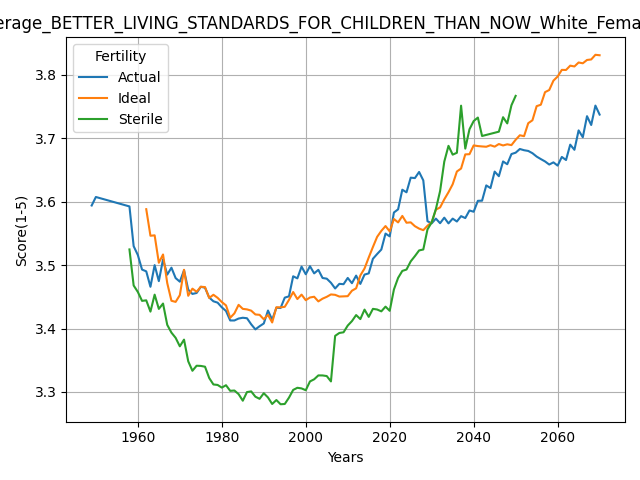 erage_BETTER_LIVING_STANDARDS_FOR_CHILDREN_THAN_NOW_White_Fema
Fertility
Actual
Ideal
Sterile
Score(1-5)
3.8
3.7
3.6
3.5
3.4
3.3
1960
1980
2000
2020
2040
2060
Years